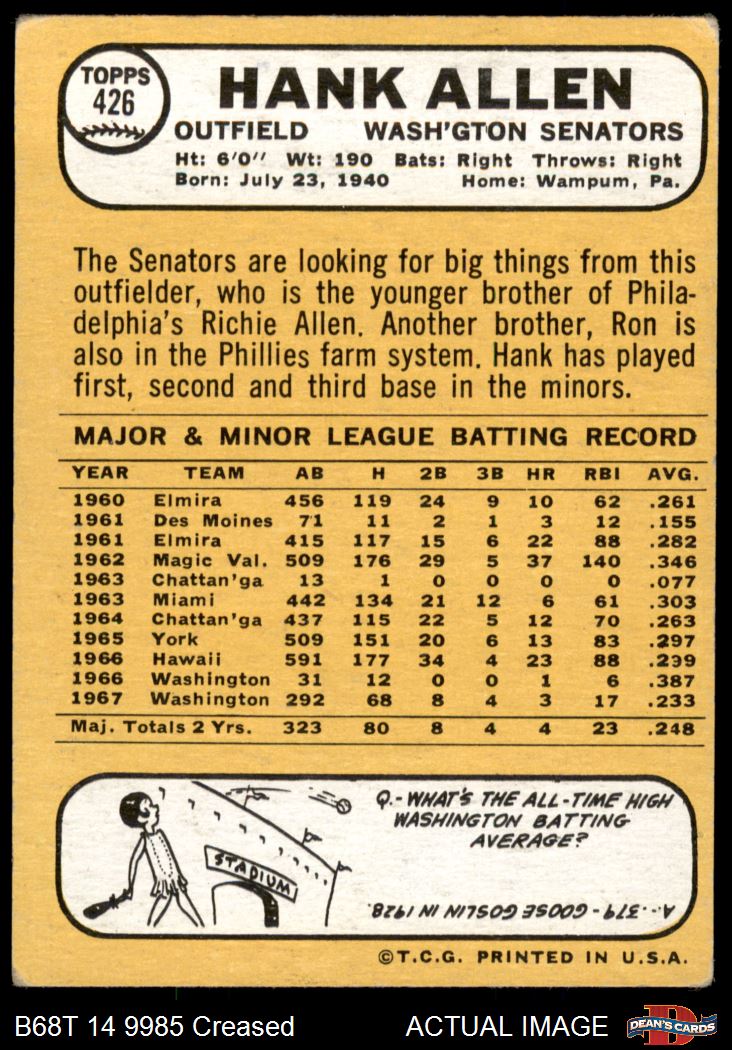 TOPPS
426
HANK ALLEN
OUTFIELD WASH'GTON SENATORS
Ht: 6'0'' Wt: 190 Bats: Right Throws: Right
Born: July 23, 1940 Home: Wampum, Pa.
The Senators are looking for big things from this
outfielder, who is the younger brother of Phila-
delphia's Richie Allen. Another brother, Ron is
also in the Phillies farm system. Hank has played
first, second and third base in the minors.
MAJOR & MINOR LEAGUE BATTING RECORD
YEAR TEAM AB H 2B 3B HR RBI AVG.
1960 Elmira 456 119 24 9 10 62 .261
1961 Des Moines 71 11 2 1 3 12 .155
1961 Elmira 415 117 15 6 22 88 .282
1962 Magic Val. 509 176 29 5 37 140 .346
1963 Chattan'ga 13 1 0 0 0 0 .077
1963 Miami 442 134 21 12 6 61 .303
1964 Chattan'ga 437 115 22 5 12 70 .263
1965 York 509 151 20 6 13 83 .297
1966 Hawaii 591 177 34 4 23 88 .299
1966 Washington 31 12 0 0 1 6 .387
1967 Washington 292 68 8 4 3 17 .233
Maj. Totals 2 Yrs. 323 80 8 4 4 23 .248
STADIUM
Q.- WHAT'S THE ALL-TIME HIGH
WASHINGTON BATTING
AVERAGE?
A.- .379 - GOOSE GOSLIN IN 1928.
©T.C.G. PRINTED IN U.S.A.
B68T 14 9985 Creased ACTUAL IMAGE
D
DEAN'S CARDS